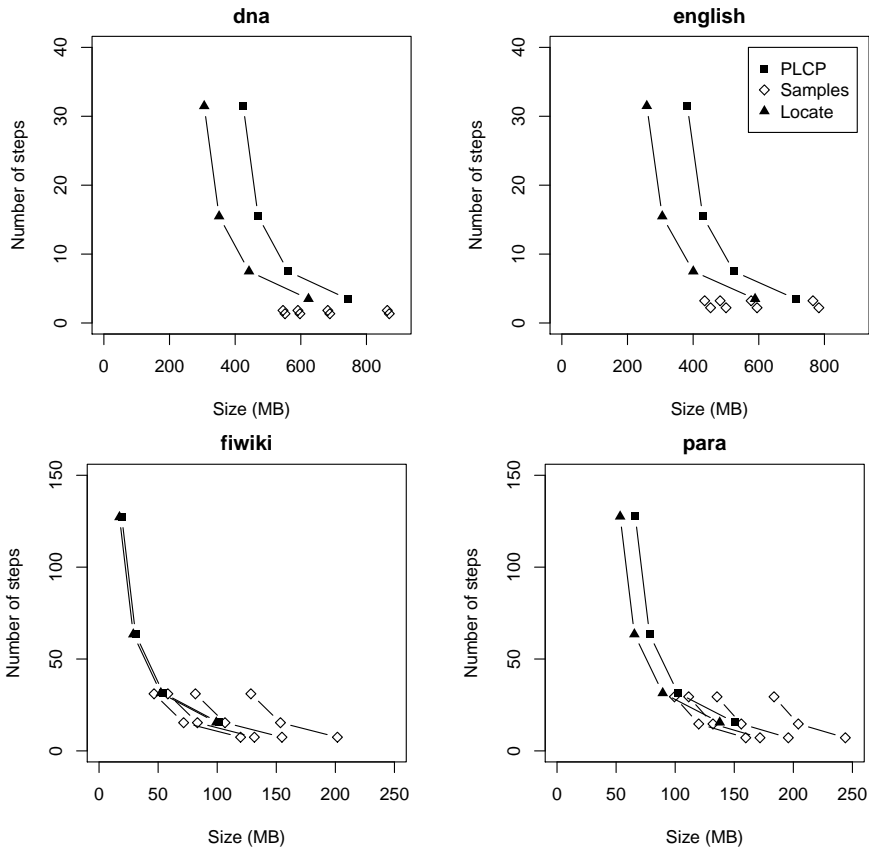 dna
Number of steps
40
30
20
10
0
0 200 400 600 800
Size (MB)
english
Number of steps
40
30
20
10
0
PLCP
Samples
Locate
0 200 400 600 800
Size (MB)
fiwiki
Number of steps
150
100
50
0
0 50 100 150 200 250
Size (MB)
para
Number of steps
150
100
50
0
0 50 100 150 200 250
Size (MB)